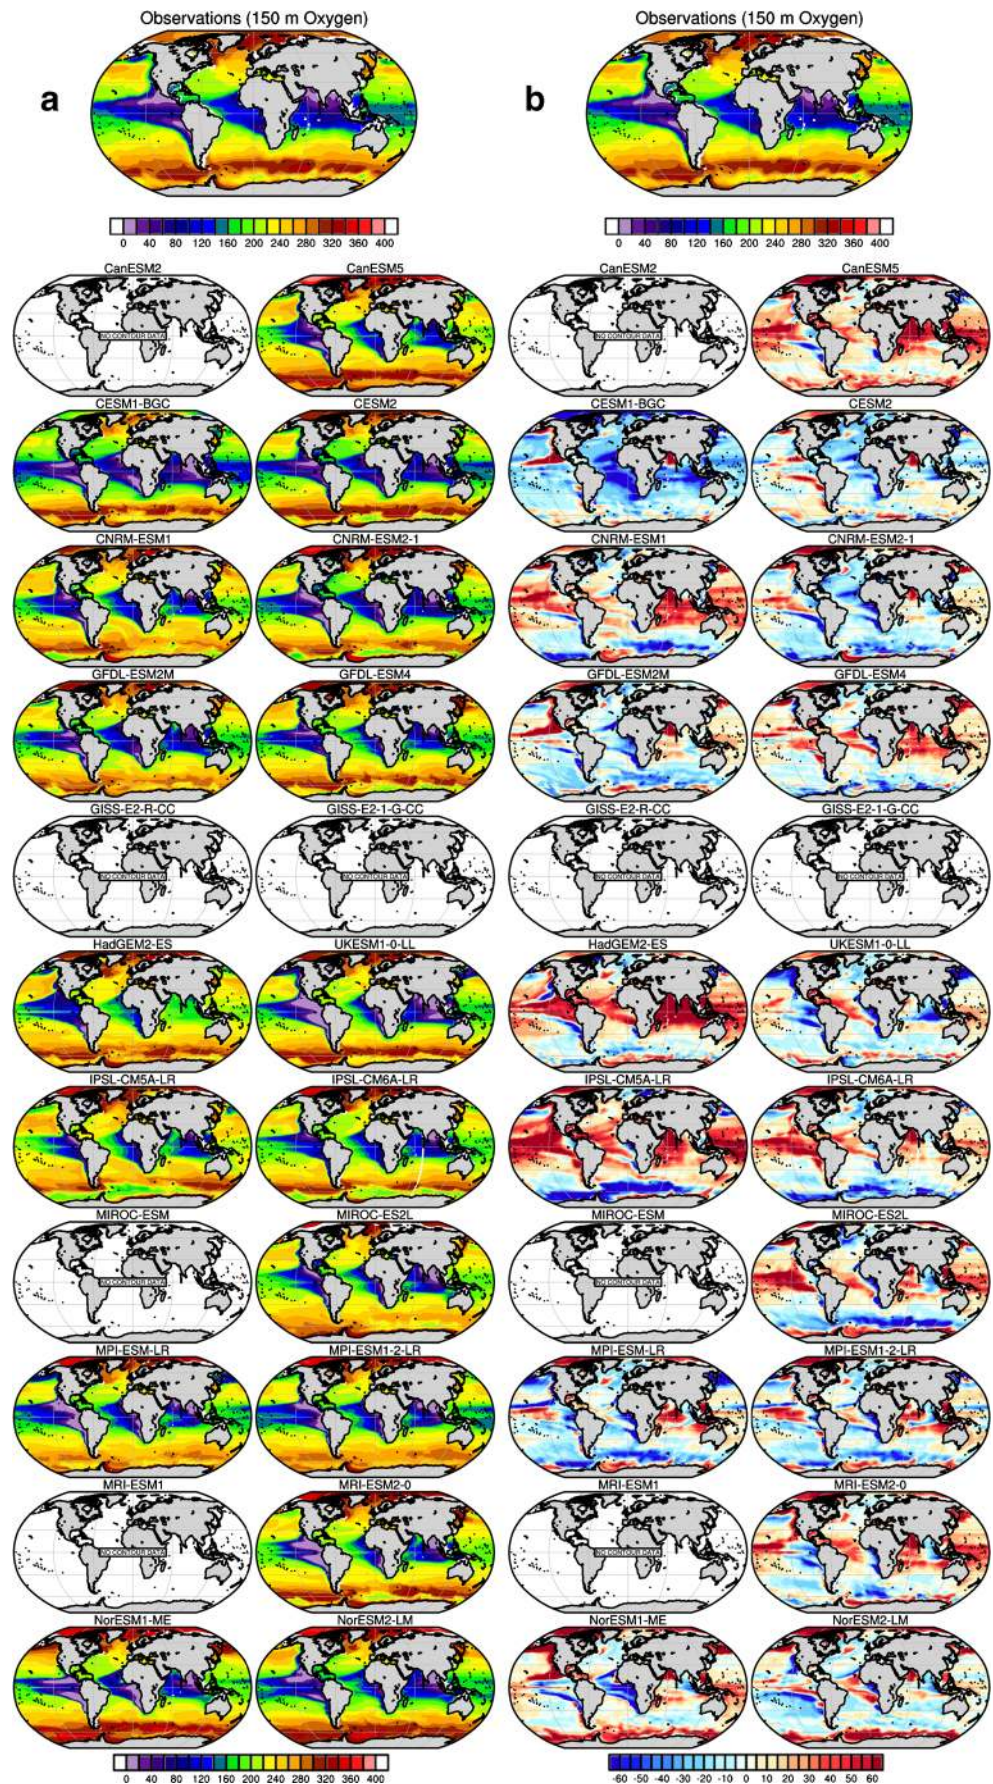 Observations (150 m Oxygen) Observations (150 m Oxygen)
a b
0 40 80 120 160 200 240 280 320 360 400 0 40 80 120 160 200 240 280 320 360 400
CanESM2 CanESM5 CanESM2 CanESM5
NO CONTOUR DATA NO CONTOUR DATA
CESM1-BGC CESM2 CESM1-BGC CESM2
CNRM-ESM1 CNRM-ESM2-1 CNRM-ESM1 CNRM-ESM2-1
GFDL-ESM2M GFDL-ESM4 GFDL-ESM2M GFDL-ESM4
GISS-E2-R-CC GISS-E2-1-G-CC GISS-E2-R-CC GISS-E2-1-G-CC
NO CONTOUR DATA NO CONTOUR DATA NO CONTOUR DATA NO CONTOUR DATA
HadGEM2-ES UKESM1-0-LL HadGEM2-ES UKESM1-0-LL
IPSL-CM5A-LR IPSL-CM6A-LR IPSL-CM5A-LR IPSL-CM6A-LR
MIROC-ESM MIROC-ES2L MIROC-ESM MIROC-ES2L
NO CONTOUR DATA NO CONTOUR DATA
MPI-ESM-LR MPI-ESM1-2-LR MPI-ESM-LR MPI-ESM1-2-LR
MRI-ESM1 MRI-ESM2-0 MRI-ESM1 MRI-ESM2-0
NO CONTOUR DATA NO CONTOUR DATA
NorESM1-ME NorESM2-LM NorESM1-ME NorESM2-LM
0 40 80 120 160 200 240 280 320 360 400 -60 -50 -40 -30 -20 -10 0 10 20 30 40 50 60